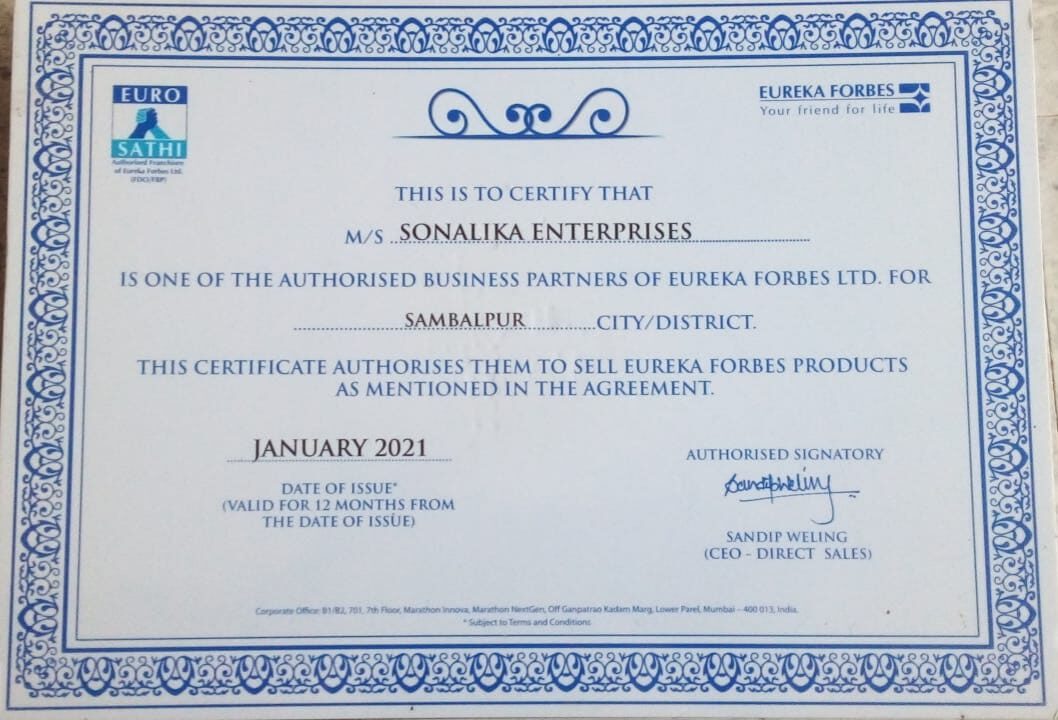 EURO
SATHI
Authorised Franchisee
of Eureka Forbes Ltd.
(FDO/FBP)
EUREKA FORBES
Your friend for life
THIS IS TO CERTIFY THAT
M/S SONALIKA ENTERPRISES
IS ONE OF THE AUTHORISED BUSINESS PARTNERS OF EUREKA FORBES LTD. FOR
SAMBALPUR CITY/DISTRICT.
THIS CERTIFICATE AUTHORISES THEM TO SELL EUREKA FORBES PRODUCTS
AS MENTIONED IN THE AGREEMENT.
JANUARY 2021
DATE OF ISSUE*
(VALID FOR 12 MONTHS FROM
THE DATE OF ISSUE)
AUTHORISED SIGNATORY
Sandip Weling
SANDIP WELING
(CEO - DIRECT SALES)
Corporate Office: B1/B2, 701, 7th Floor, Marathon Innova, Marathon NextGen, Off Ganpatrao Kadam Marg, Lower Parel, Mumbai – 400 013, India.
* Subject to Terms and Conditions